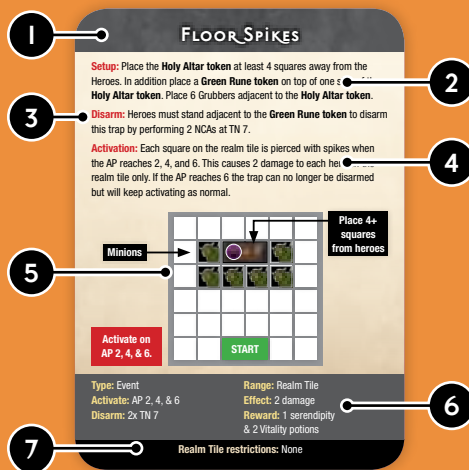 1
FLOOR SPIKES
Setup: Place the Holy Altar token at least 4 squares away from the
Heroes. In addition place a Green Rune token on top of one
2
Holy Altar token. Place 6 Grubbers adjacent to the Holy Altar token.
3
Disarm: Heroes must stand adjacent to the Green Rune token to disarm
this trap by performing 2 NCAs at TN 7.
Activation: Each square on the realm tile is pierced with spikes when
the AP reaches 2, 4, and 6. This causes 2 damage to each
4
realm tile only. If the AP reaches 6 the trap can no longer be disarmed
but will keep activating as normal.
Place 4+
squares
from heroes
Minions
5
Activate on
AP 2, 4, & 6.
START
Type: Event
Activate: AP 2, 4, & 6
Disarm: 2x TN 7
Range: Realm Tile
Effect: 2 damage
Reward: 1 serendipity
& 2 Vitality potions
6
7
Realm Tile restrictions: None